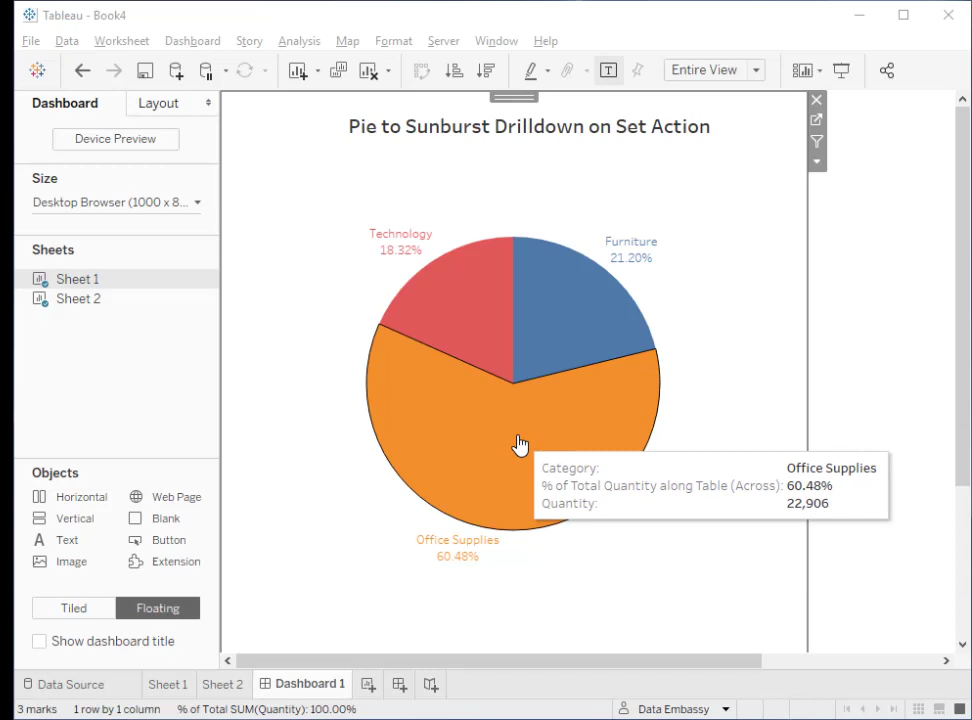 Tableau - Book4
File Data Worksheet Dashboard Story Analysis Map Format Server Window Help
Entire View
Dashboard Layout
Device Preview
Size
Desktop Browser (1000 x 8...
Sheets
Sheet 1
Sheet 2
Objects
Horizontal Web Page
Vertical Blank
A Text Button
Image Extension
Tiled Floating
Show dashboard title
Pie to Sunburst Drilldown on Set Action
Technology
18.32%
Furniture
21.20%
Category: Office Supplies
% of Total Quantity along Table (Across): 60.48%
Quantity: 22,906
Office Supplies
60.48%
Data Source Sheet 1 Sheet 2 Dashboard 1
3 marks 1 row by 1 column % of Total SUM(Quantity): 100.00% Data Embassy